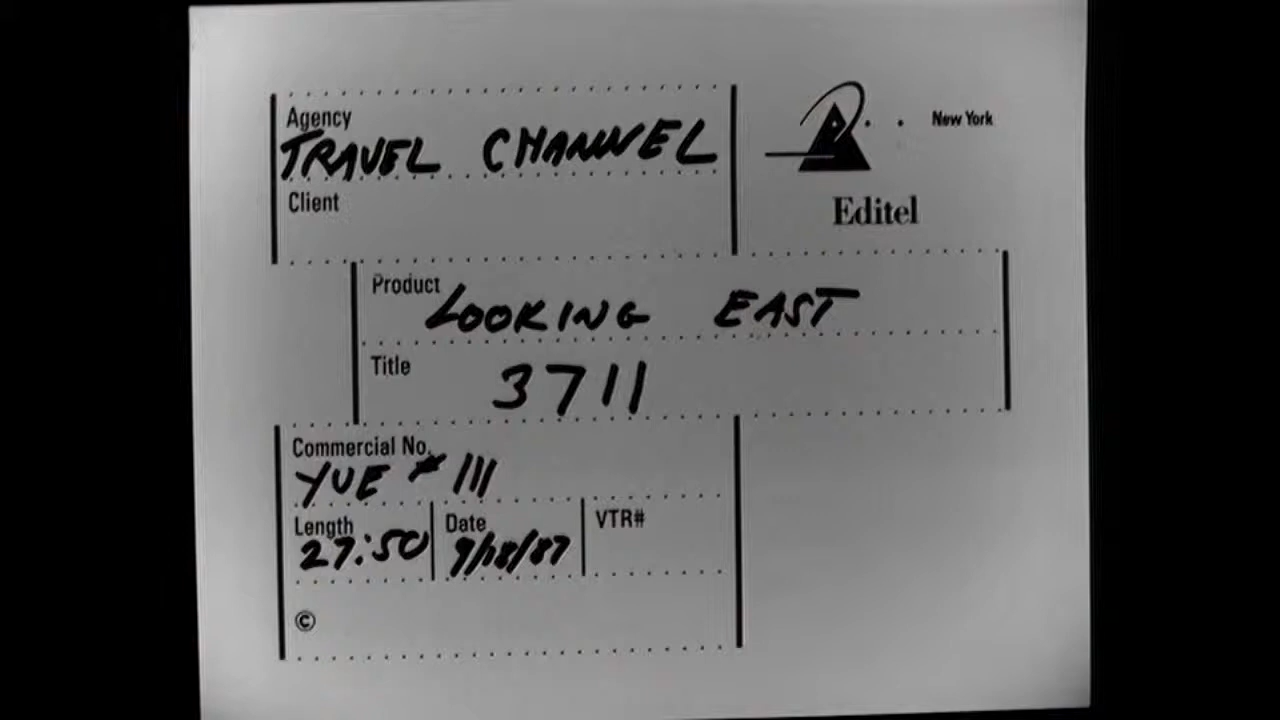 Agency
TRAVEL CHANNEL
Client
New York
Editel
Product
LOOKING EAST
Title
3711
Commercial No.
YUE # 111
Length
27:50
Date
9/18/87
VTR#
©